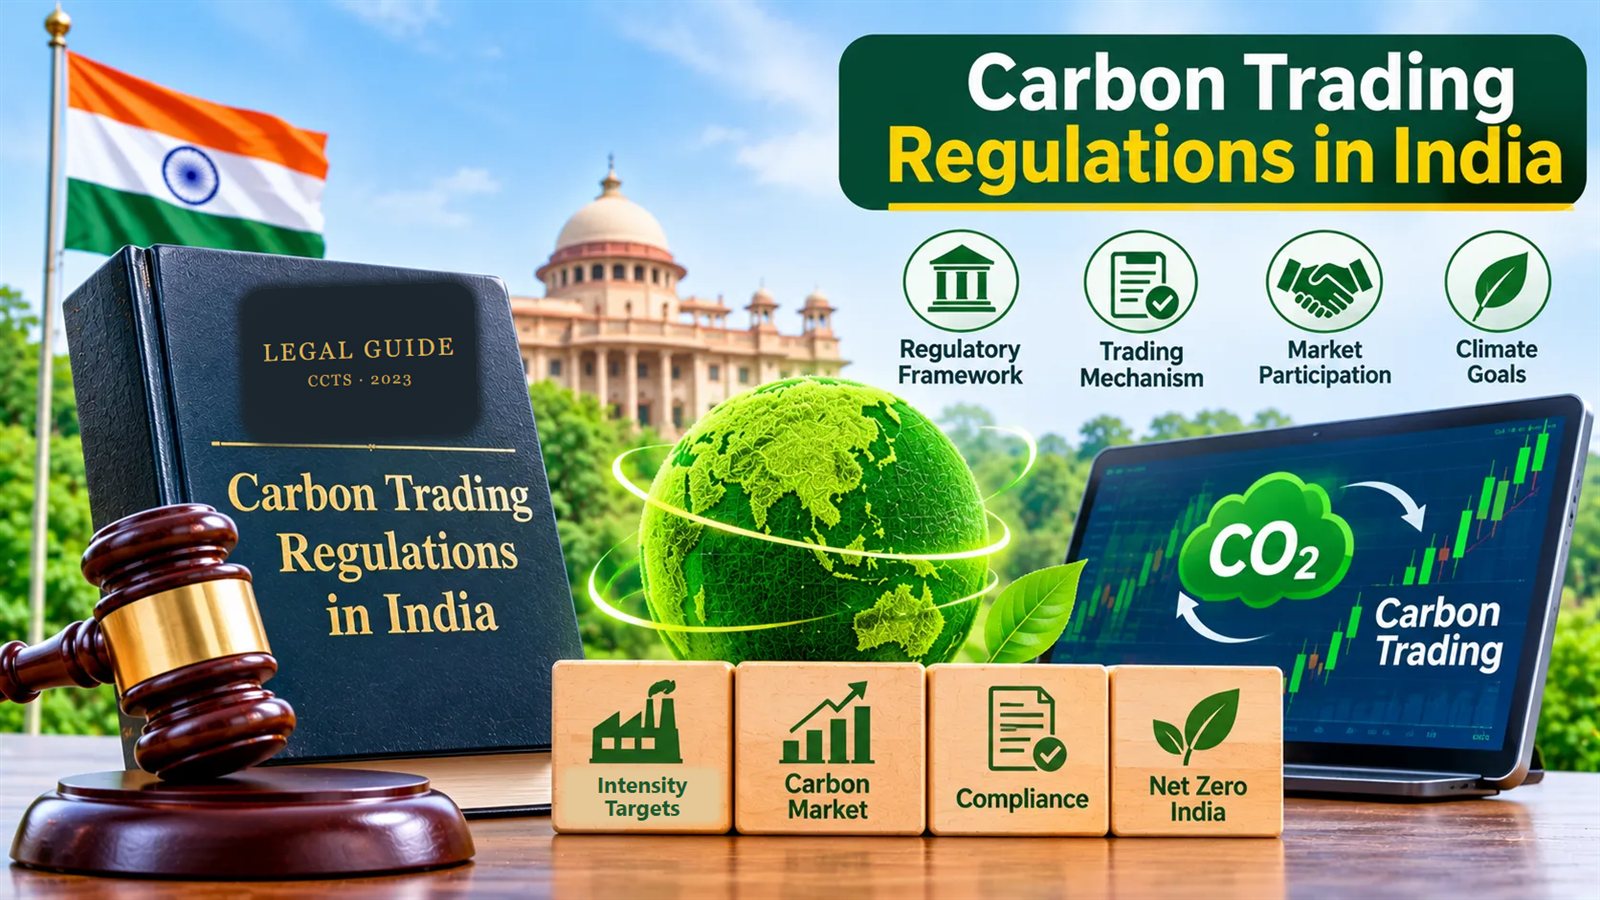 Carbon Trading
Regulations in India
Regulatory
Framework
Trading
Mechanism
Market
Participation
Climate
Goals
LEGAL GUIDE
CCTS · 2023
Carbon Trading
Regulations
in India
CO₂
Carbon
Trading
Intensity
Targets
Carbon
Market
Compliance
Net Zero
India